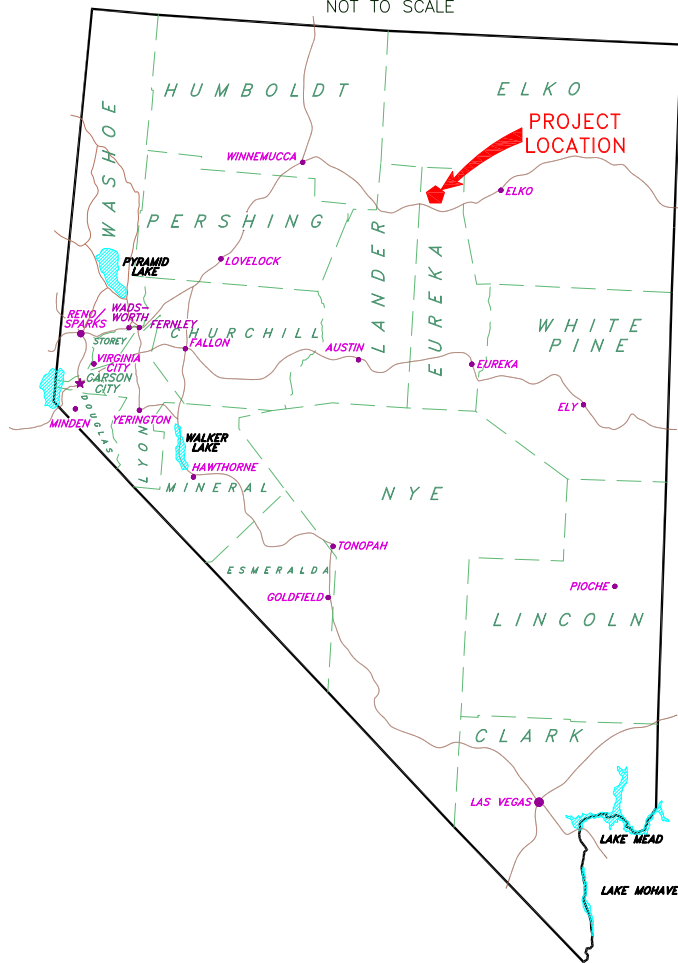 NOT TO SCALE
HUMBOLDT
ELKO
WASHOE
PROJECT
LOCATION
WINNEMUCCA
ELKO
PERSHING
LANDER
EUREKA
PYRAMID
LAKE
LOVELOCK
RENO/
SPARKS
WADS-
WORTH
FERNLEY
STOREY
CHURCHILL
FALLON
AUSTIN
EUREKA
WHITE
PINE
VIRGINIA
CITY
CARSON
CITY
DOUGLAS
MINDEN
YERINGTON
ELY
LYON
WALKER
LAKE
HAWTHORNE
MINERAL
NYE
TONOPAH
ESMERALDA
GOLDFIELD
PIOCHE
LINCOLN
CLARK
LAS VEGAS
LAKE MEAD
LAKE MOHAVE